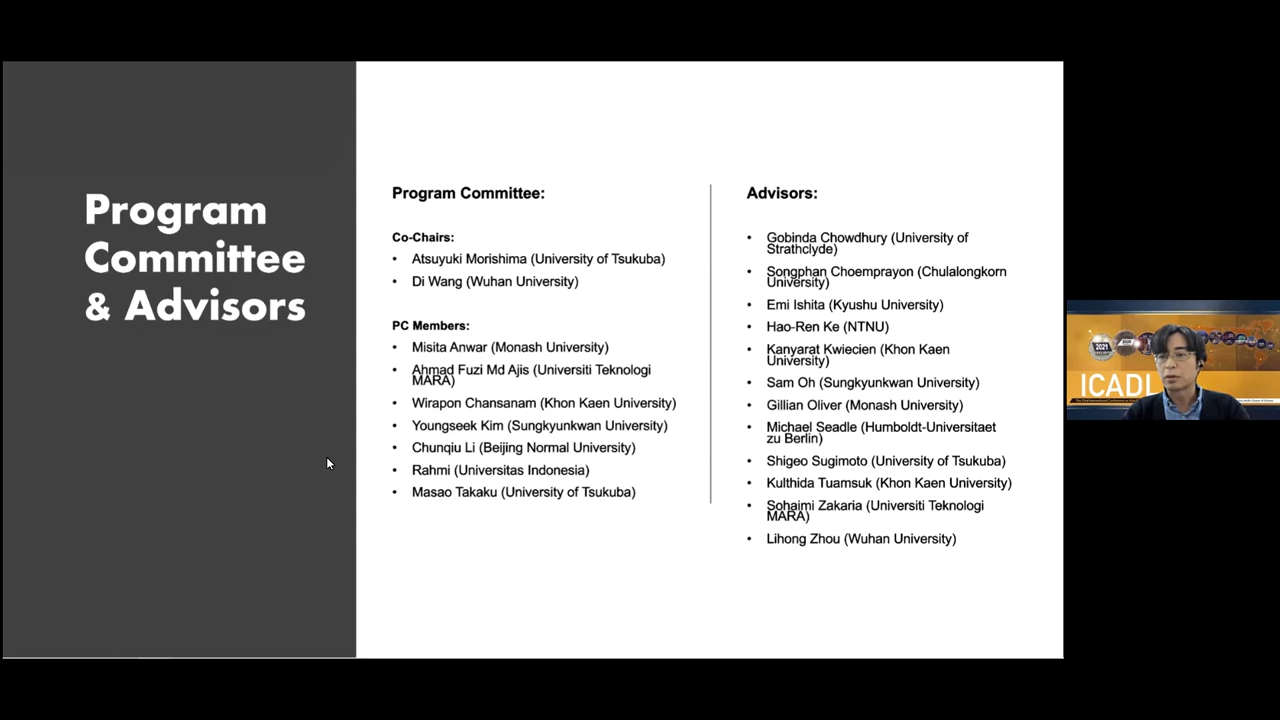 Program
Committee
& Advisors
Program Committee:
Co-Chairs:
• Atsuyuki Morishima (University of Tsukuba)
• Di Wang (Wuhan University)
PC Members:
• Misita Anwar (Monash University)
• Ahmad Fuzi Md Ajis (Universiti Teknologi
MARA)
• Wirapon Chansanam (Khon Kaen University)
• Youngseek Kim (Sungkyunkwan University)
• Chunqiu Li (Beijing Normal University)
• Rahmi (Universitas Indonesia)
• Masao Takaku (University of Tsukuba)
Advisors:
• Gobinda Chowdhury (University of
Strathclyde)
• Songphan Choemprayon (Chulalongkorn
University)
• Emi Ishita (Kyushu University)
• Hao-Ren Ke (NTNU)
• Kanyarat Kwiecien (Khon Kaen
University)
• Sam Oh (Sungkyunkwan University)
• Gillian Oliver (Monash University)
• Michael Seadle (Humboldt-Universitaet
zu Berlin)
• Shigeo Sugimoto (University of Tsukuba)
• Kulthida Tuamsuk (Khon Kaen University)
• Sohaimi Zakaria (Universiti Teknologi
MARA)
• Lihong Zhou (Wuhan University)
2021
ICADL